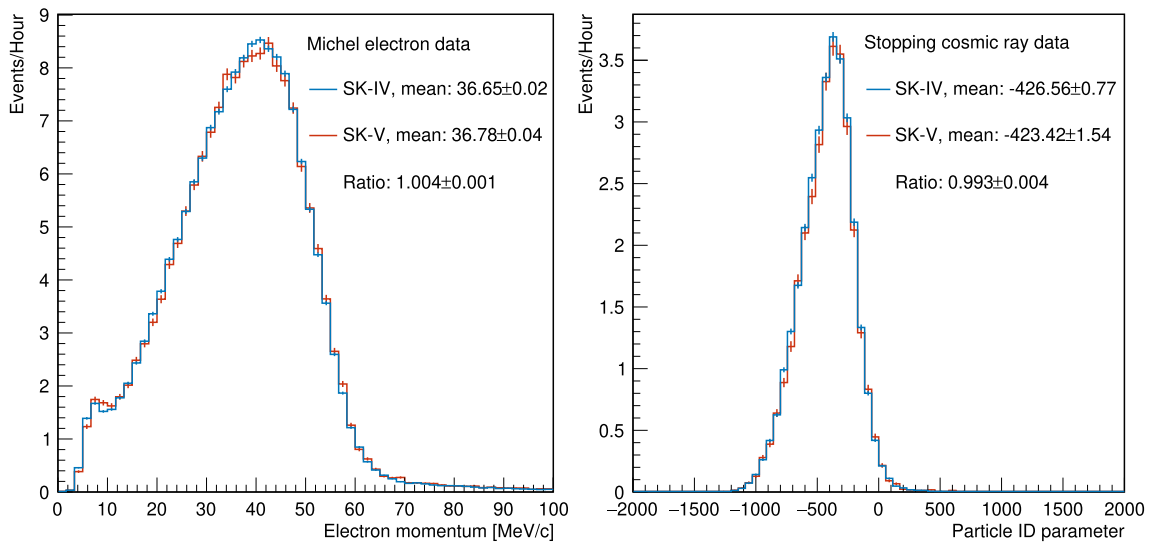 Events/Hour
9
8
7
6
5
4
3
2
1
0
Michel electron data
SK-IV, mean: 36.65±0.02
SK-V, mean: 36.78±0.04
Ratio: 1.004±0.001
0 10 20 30 40 50 60 70 80 90 100
Electron momentum [MeV/c]
Events/Hour
3.5
3
2.5
2
1.5
1
0.5
0
Stopping cosmic ray data
SK-IV, mean: -426.56±0.77
SK-V, mean: -423.42±1.54
Ratio: 0.993±0.004
−2000 −1500 −1000 −500 0 500 1000 1500 2000
Particle ID parameter